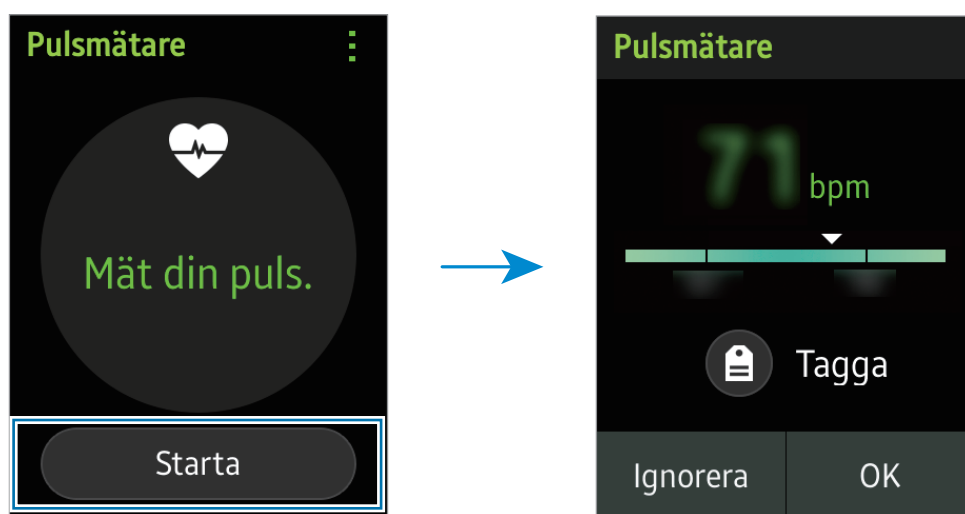 Pulsmätare
Mät din puls.
Starta
Pulsmätare
71 bpm
Tagga
Ignorera
OK